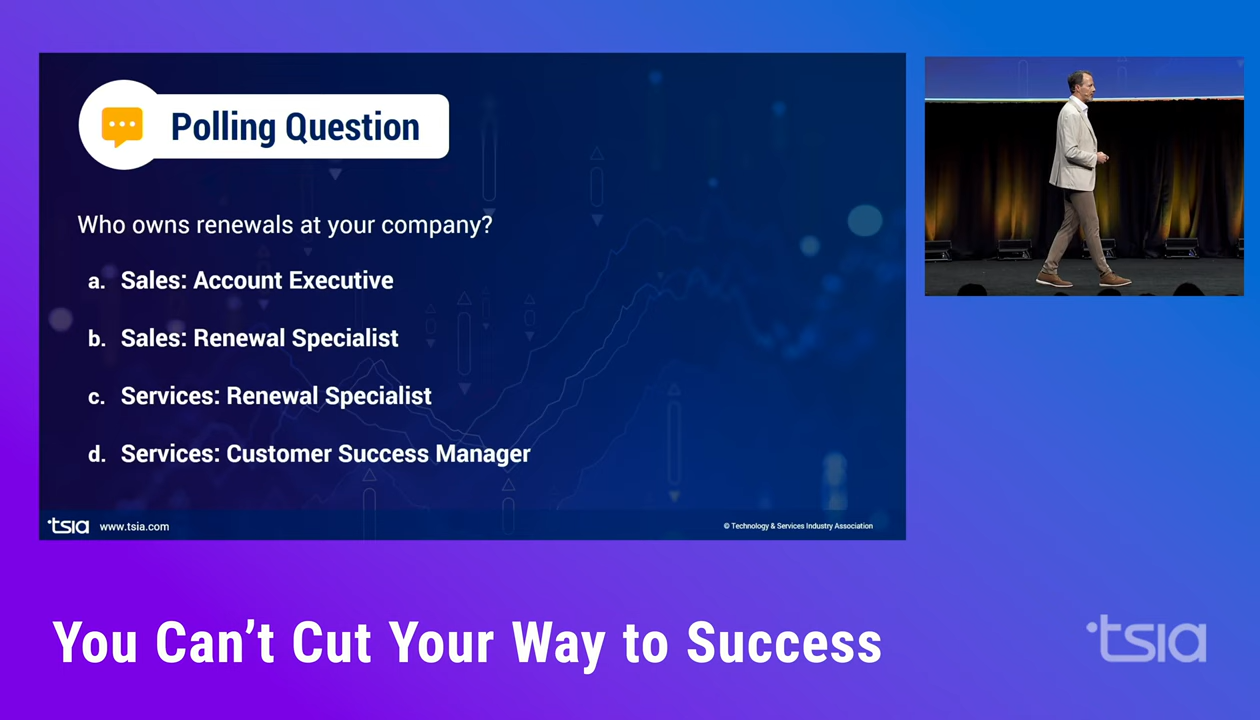 Polling Question
Who owns renewals at your company?
a. Sales: Account Executive
b. Sales: Renewal Specialist
c. Services: Renewal Specialist
d. Services: Customer Success Manager
tsia www.tsia.com
© Technology & Services Industry Association
You Can’t Cut Your Way to Success
tsia